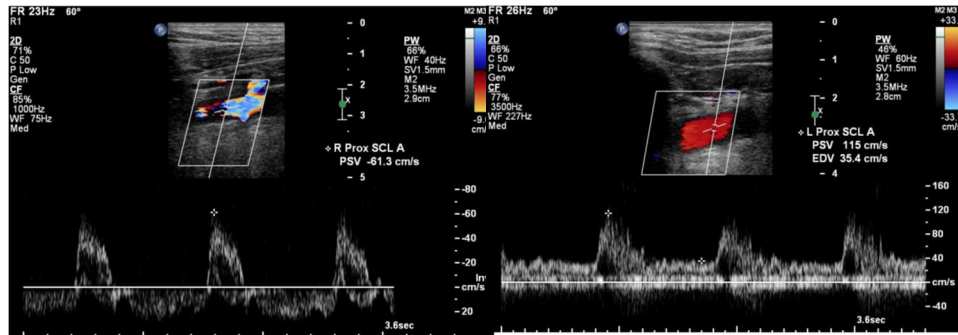 FR 23Hz 60°
R1
M2 M3
+9.
2D
71%
C 50
P Low
Gen
CF
85%
1000Hz
WF 75Hz
Med
P
0
1
2
X
3
5
PW
66%
WF 40Hz
SV1.5mm
M2
3.5MHz
2.9cm
-9.
cm/s
R Prox SCL A
PSV -61.3 cm/s
-80
-60
-40
-20
Inv
cm/s
20
3.6sec
FR 26Hz 60°
R1
M2 M3
+33.
2D
66%
C 50
P Low
Gen
CF
77%
3500Hz
WF 227Hz
Med
P
0
1
2
X
4
PW
46%
WF 60Hz
SV1.5mm
M2
3.5MHz
2.8cm
-33.
cm/s
L Prox SCL A
PSV 115 cm/s
EDV 35.4 cm/s
160
120
80
40
cm/s
-40
3.6sec